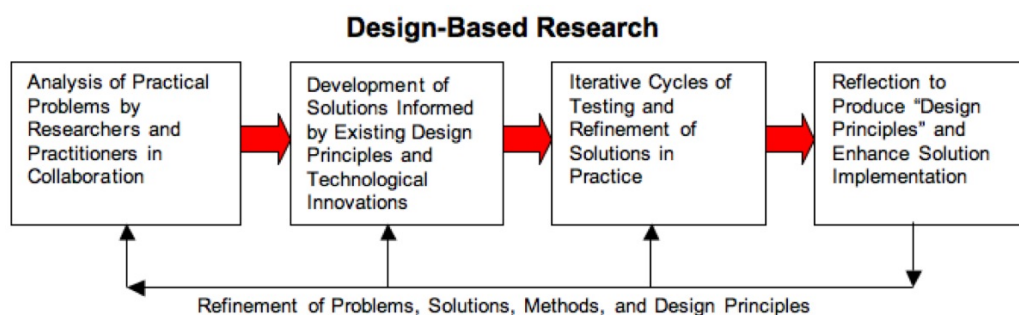 Design-Based Research
Analysis of Practical
Problems by
Researchers and
Practitioners in
Collaboration
Development of
Solutions Informed
by Existing Design
Principles and
Technological
Innovations
Iterative Cycles of
Testing and
Refinement of
Solutions in
Practice
Reflection to
Produce “Design
Principles” and
Enhance Solution
Implementation
Refinement of Problems, Solutions, Methods, and Design Principles